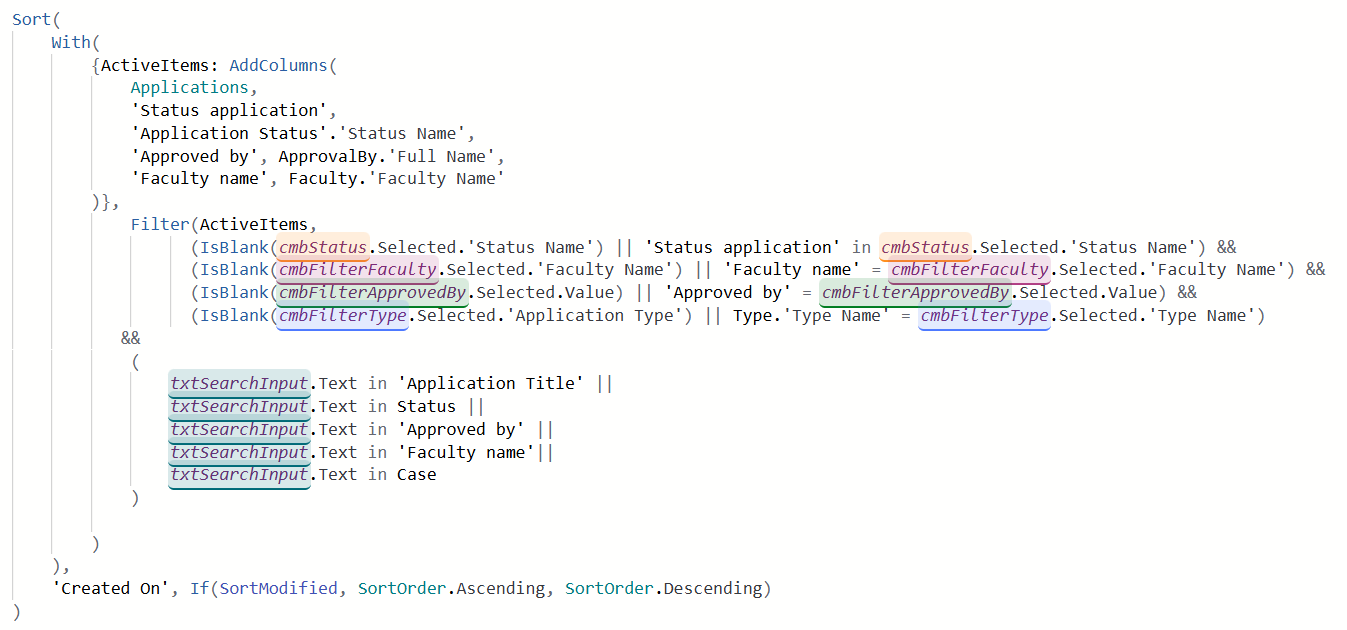 Sort(
With(
{ActiveItems: AddColumns(
Applications,
'Status application',
'Application Status'.'Status Name',
'Approved by', ApprovalBy.'Full Name',
'Faculty name', Faculty.'Faculty Name'
)},
Filter(ActiveItems,
(IsBlank(cmbStatus.Selected.'Status Name') || 'Status application' in cmbStatus.Selected.'Status Name') &&
(IsBlank(cmbFilterFaculty.Selected.'Faculty Name') || 'Faculty name' = cmbFilterFaculty.Selected.'Faculty Name') &&
(IsBlank(cmbFilterApprovedBy.Selected.Value) || 'Approved by' = cmbFilterApprovedBy.Selected.Value) &&
(IsBlank(cmbFilterType.Selected.'Application Type') || Type.'Type Name' = cmbFilterType.Selected.'Type Name')
&&
(
txtSearchInput.Text in 'Application Title' ||
txtSearchInput.Text in Status ||
txtSearchInput.Text in 'Approved by' ||
txtSearchInput.Text in 'Faculty name'||
txtSearchInput.Text in Case
)
)
),
'Created On', If(SortModified, SortOrder.Ascending, SortOrder.Descending)
)